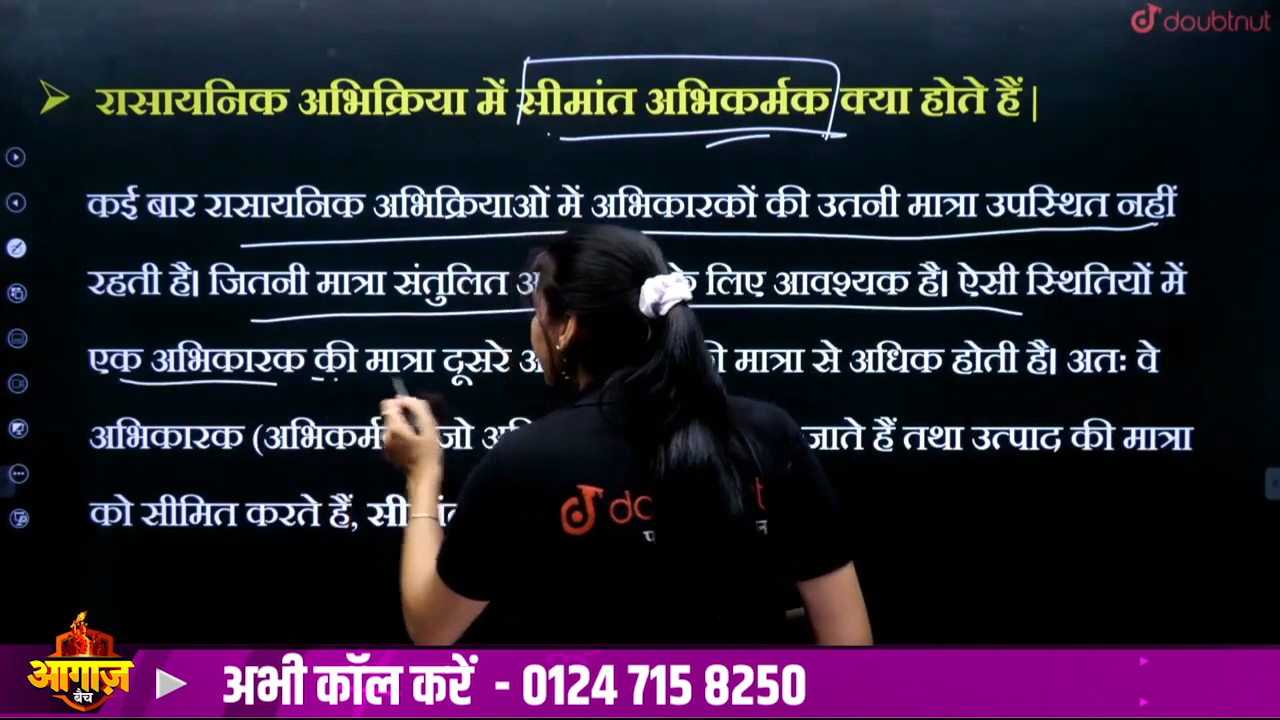 doubtnut
रासायनिक अभिक्रिया में सीमांत अभिकर्मक क्या होते हैं |
कई बार रासायनिक अभिक्रियाओं में अभिकारकों की उतनी मात्रा उपस्थित नहीं
रहती है। जितनी मात्रा संतुलित के लिए आवश्यक है। ऐसी स्थितियों में
एक अभिकारक की मात्रा दूसरे मात्रा से अधिक होती है। अतः वे
अभिकारक जो जाते हैं तथा उत्पाद की मात्रा
को सीमित करते हैं,
आगाज़
बैच
अभी कॉल करें - 0124 715 8250